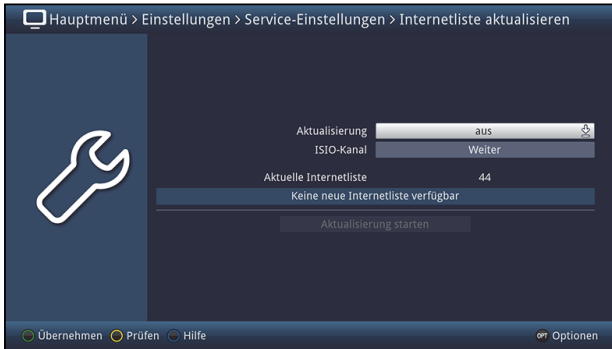 Hauptmenü > Einstellungen > Service-Einstellungen > Internetliste aktualisieren
Aktualisierung aus
ISIO-Kanal Weiter
Aktuelle Internetliste 44
Keine neue Internetliste verfügbar
Aktualisierung starten
Übernehmen Prüfen Hilfe OPT Optionen